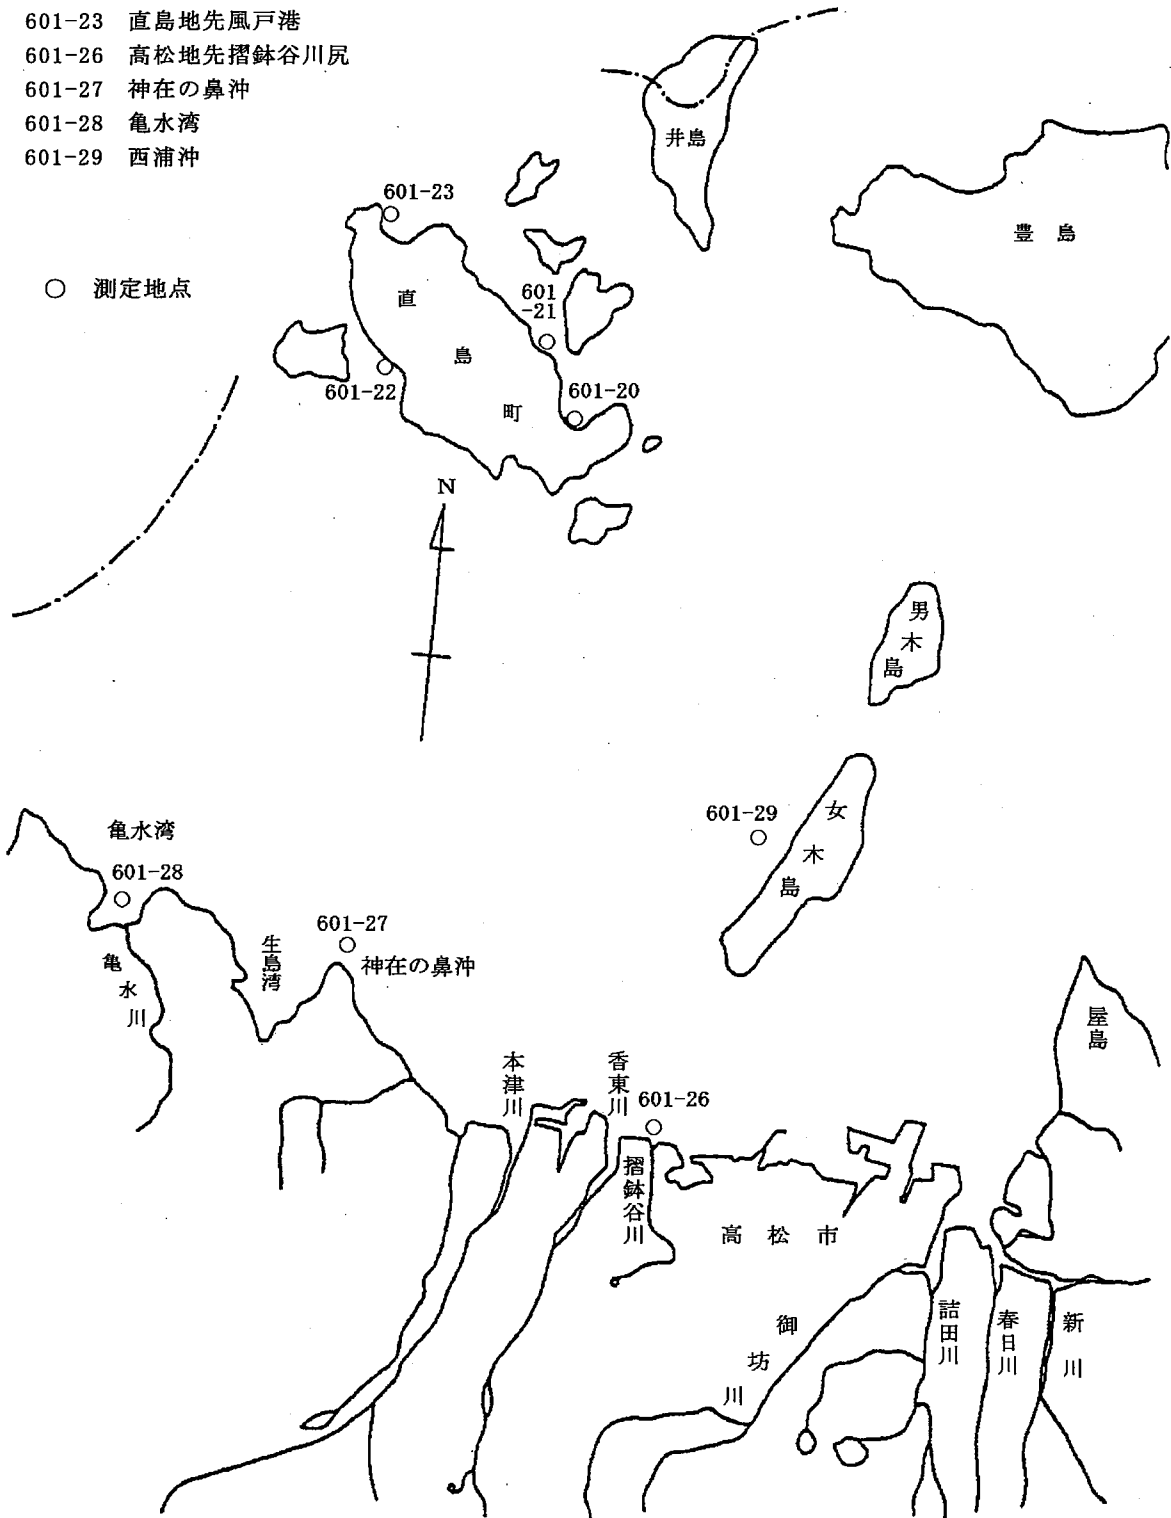 601-23 直島地先風戸港
601-26 高松地先摺鉢谷川尻
601-27 神在の鼻沖
601-28 亀水湾
601-29 西浦沖
○ 測定地点
井島
豊島
601-23
直島町
601
-21
601-22
601-20
N
男木島
女木島
601-29
亀水湾
601-28
亀水川
生島湾
601-27
神在の鼻沖
屋島
本津川
香東川
601-26
摺鉢谷川
高松市
御坊川
詰田川
春日川
新川